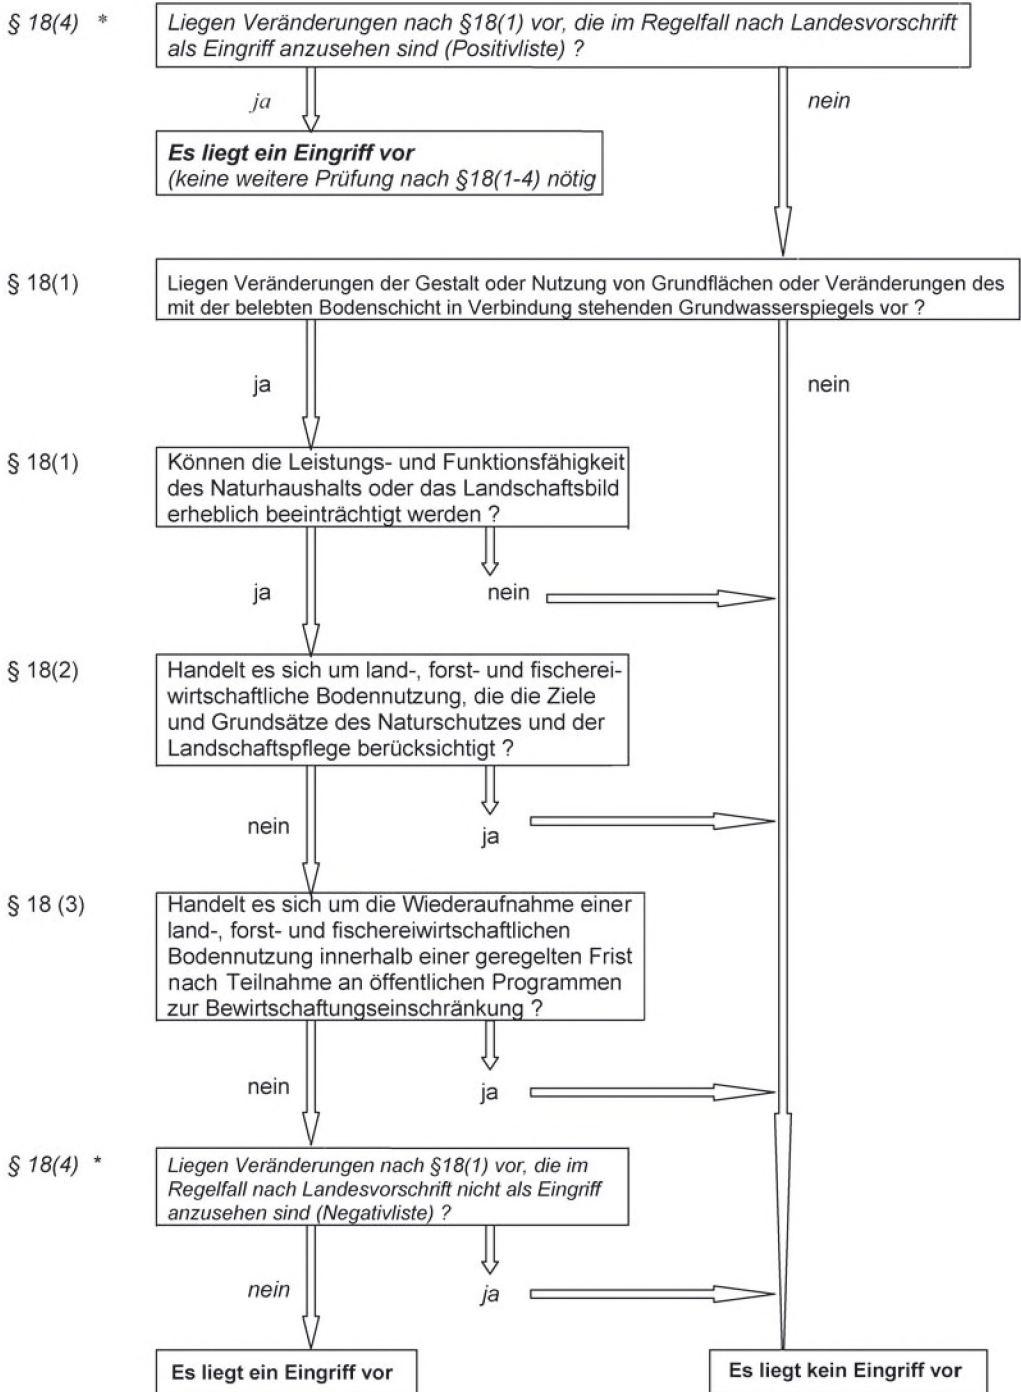 § 18(4) *
Liegen Veränderungen nach §18(1) vor, die im Regelfall nach Landesvorschrift
als Eingriff anzusehen sind (Positivliste) ?
ja
nein
Es liegt ein Eingriff vor
(keine weitere Prüfung nach §18(1-4) nötig
§ 18(1)
Liegen Veränderungen der Gestalt oder Nutzung von Grundflächen oder Veränderungen des
mit der belebten Bodenschicht in Verbindung stehenden Grundwasserspiegels vor ?
ja
nein
§ 18(1)
Können die Leistungs- und Funktionsfähigkeit
des Naturhaushalts oder das Landschaftsbild
erheblich beeinträchtigt werden ?
ja
nein
§ 18(2)
Handelt es sich um land-, forst- und fischerei-
wirtschaftliche Bodennutzung, die die Ziele
und Grundsätze des Naturschutzes und der
Landschaftspflege berücksichtigt ?
nein
ja
§ 18 (3)
Handelt es sich um die Wiederaufnahme einer
land-, forst- und fischereiwirtschaftlichen
Bodennutzung innerhalb einer geregelten Frist
nach Teilnahme an öffentlichen Programmen
zur Bewirtschaftungseinschränkung ?
nein
ja
§ 18(4) *
Liegen Veränderungen nach §18(1) vor, die im
Regelfall nach Landesvorschrift nicht als Eingriff
anzusehen sind (Negativliste) ?
nein
ja
Es liegt ein Eingriff vor
Es liegt kein Eingriff vor